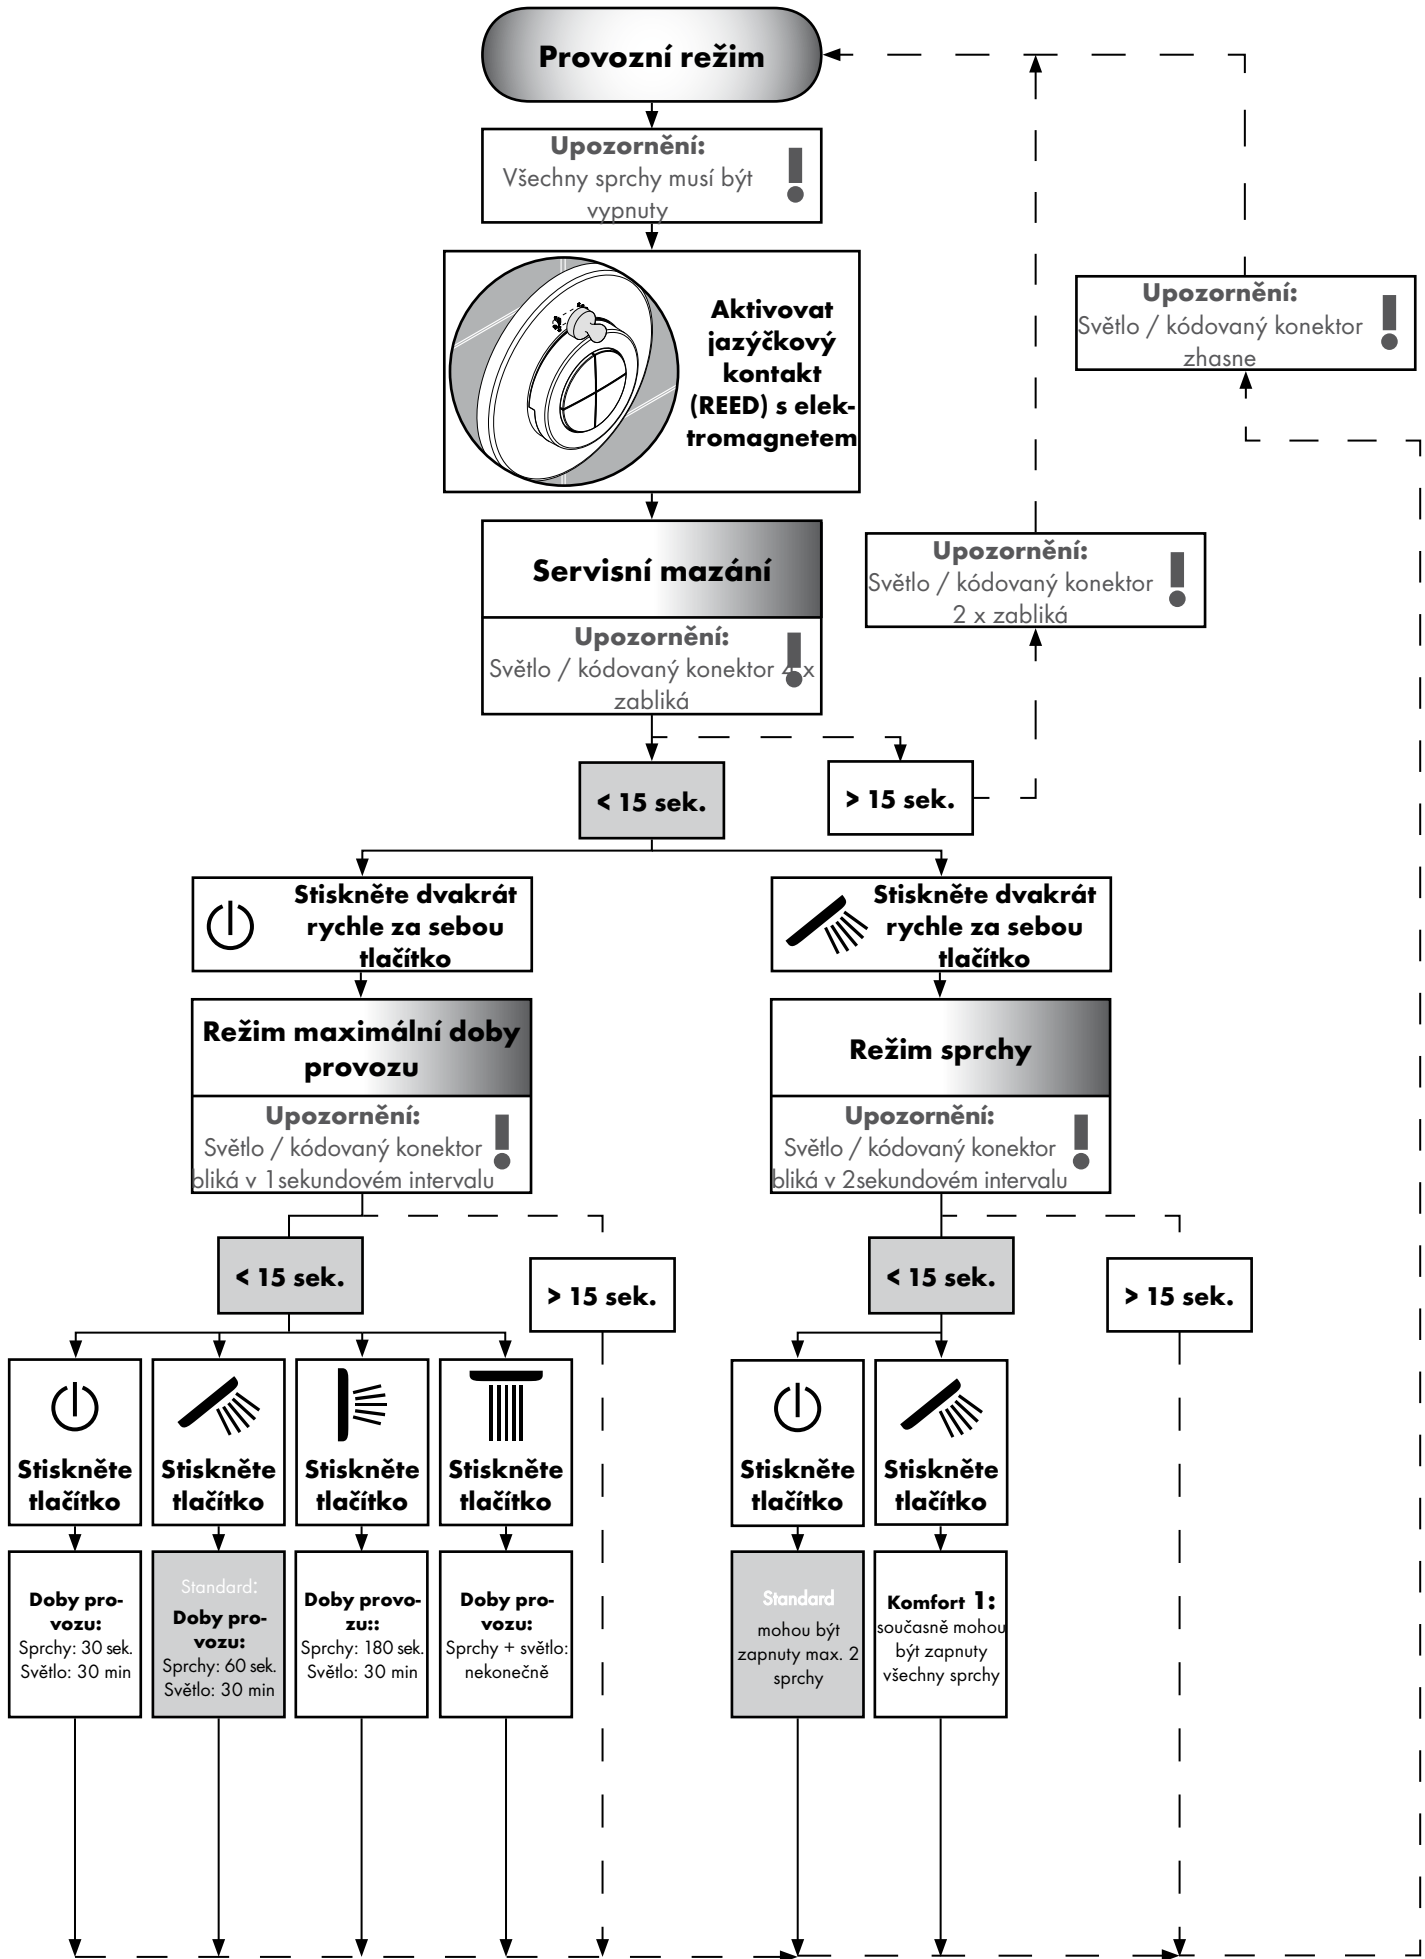 Provozní režim
Upozornění:
Všechny sprchy musí být
vypnuty
Aktivovat
jazýčkový
kontakt
(REED) s elek-
tromagnetem
Upozornění:
Světlo / kódovaný konektor
zhasne
Servisní mazání
Upozornění:
Světlo / kódovaný konektor 4 x
zabliká
Upozornění:
Světlo / kódovaný konektor
2 x zabliká
< 15 sek.
> 15 sek.
Stiskněte dvakrát
rychle za sebou
tlačítko
Stiskněte dvakrát
rychle za sebou
tlačítko
Režim maximální doby
provozu
Upozornění:
Světlo / kódovaný konektor
bliká v 1sekundovém intervalu
Režim sprchy
Upozornění:
Světlo / kódovaný konektor
bliká v 2sekundovém intervalu
< 15 sek.
> 15 sek.
< 15 sek.
> 15 sek.
Stiskněte
tlačítko
Stiskněte
tlačítko
Stiskněte
tlačítko
Stiskněte
tlačítko
Stiskněte
tlačítko
Stiskněte
tlačítko
Doby pro-
vozu:
Sprchy: 30 sek.
Světlo: 30 min
Standard:
Doby pro-
vozu:
Sprchy: 60 sek.
Světlo: 30 min
Doby provo-
zu::
Sprchy: 180 sek.
Světlo: 30 min
Doby pro-
vozu:
Sprchy + světlo:
nekonečně
Standard
mohou být
zapnuty max. 2
sprchy
Komfort 1:
současně mohou
být zapnuty
všechny sprchy